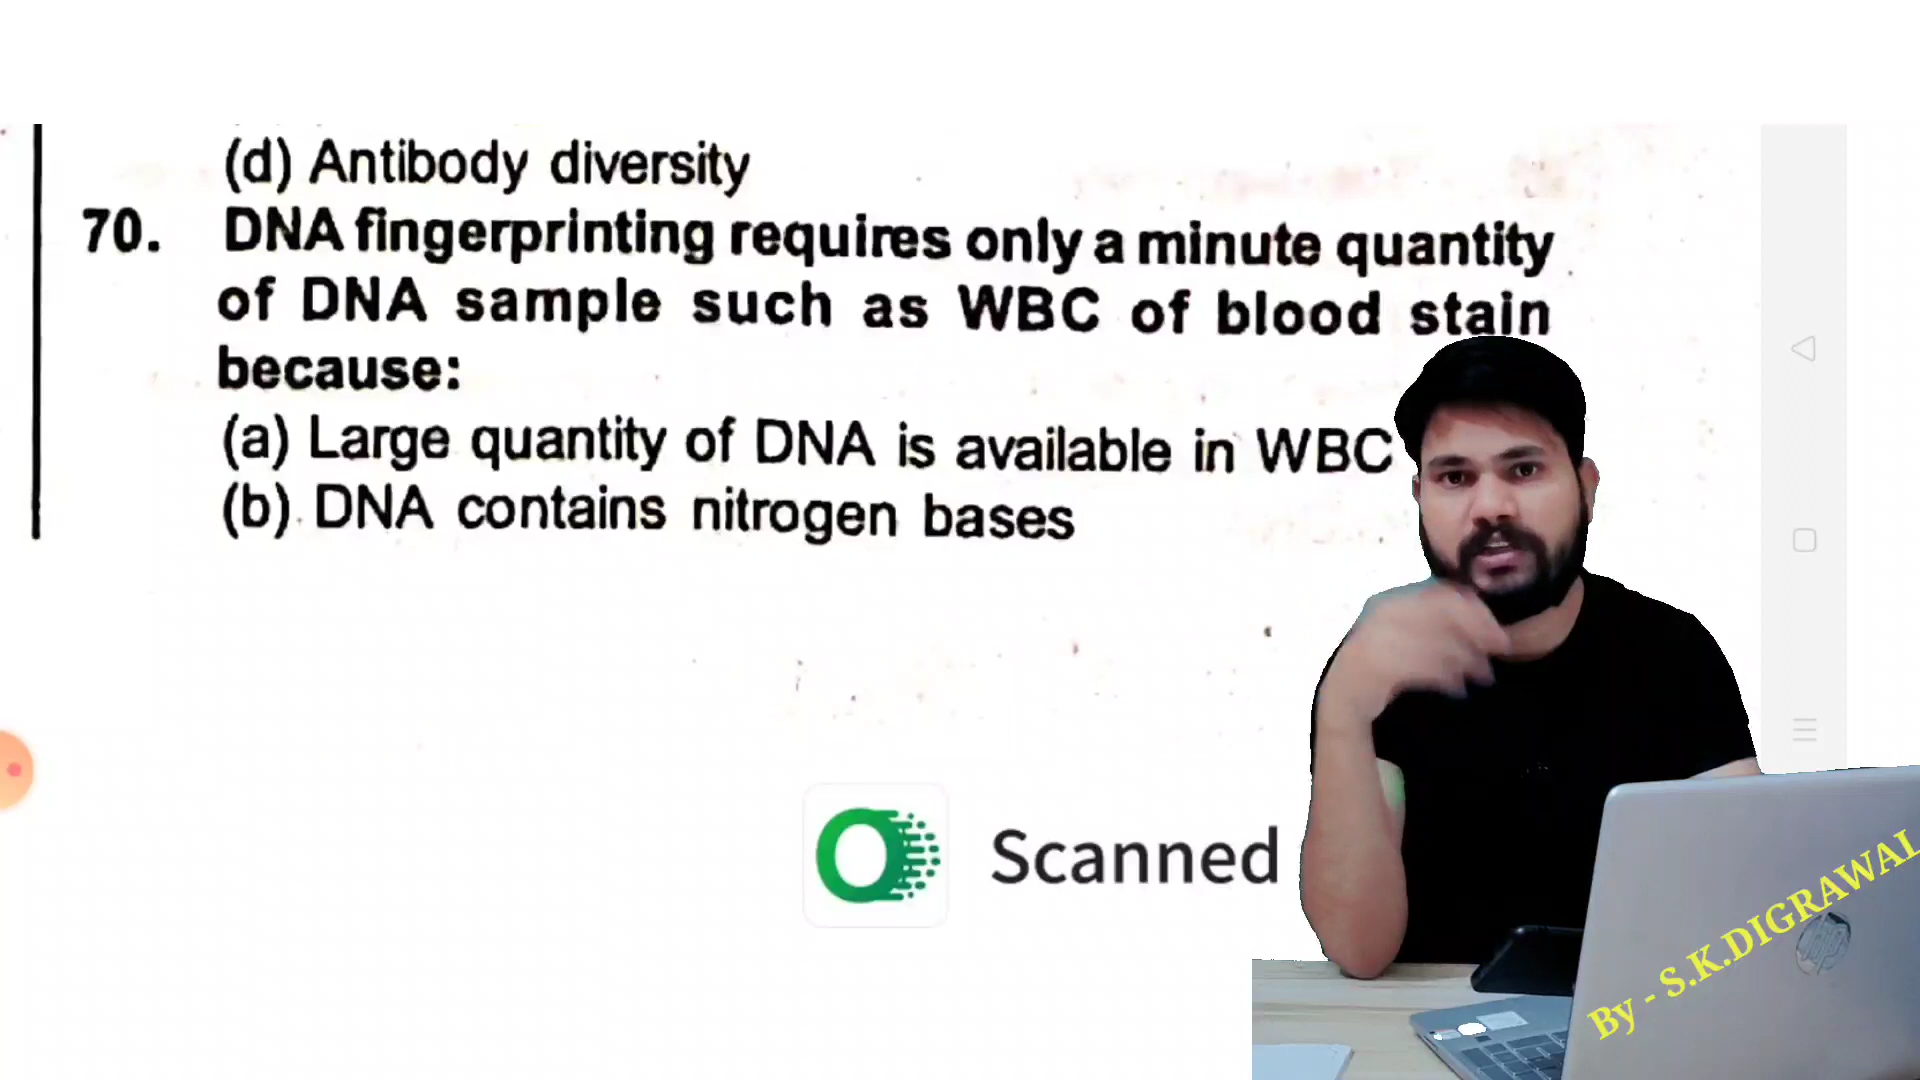 (d) Antibody diversity
70. DNA fingerprinting requires only a minute quantity
of DNA sample such as WBC of blood stain
because:
(a) Large quantity of DNA is available in WBC
(b) DNA contains nitrogen bases
Scanned
hp
By - S.K.DIGRAWAL